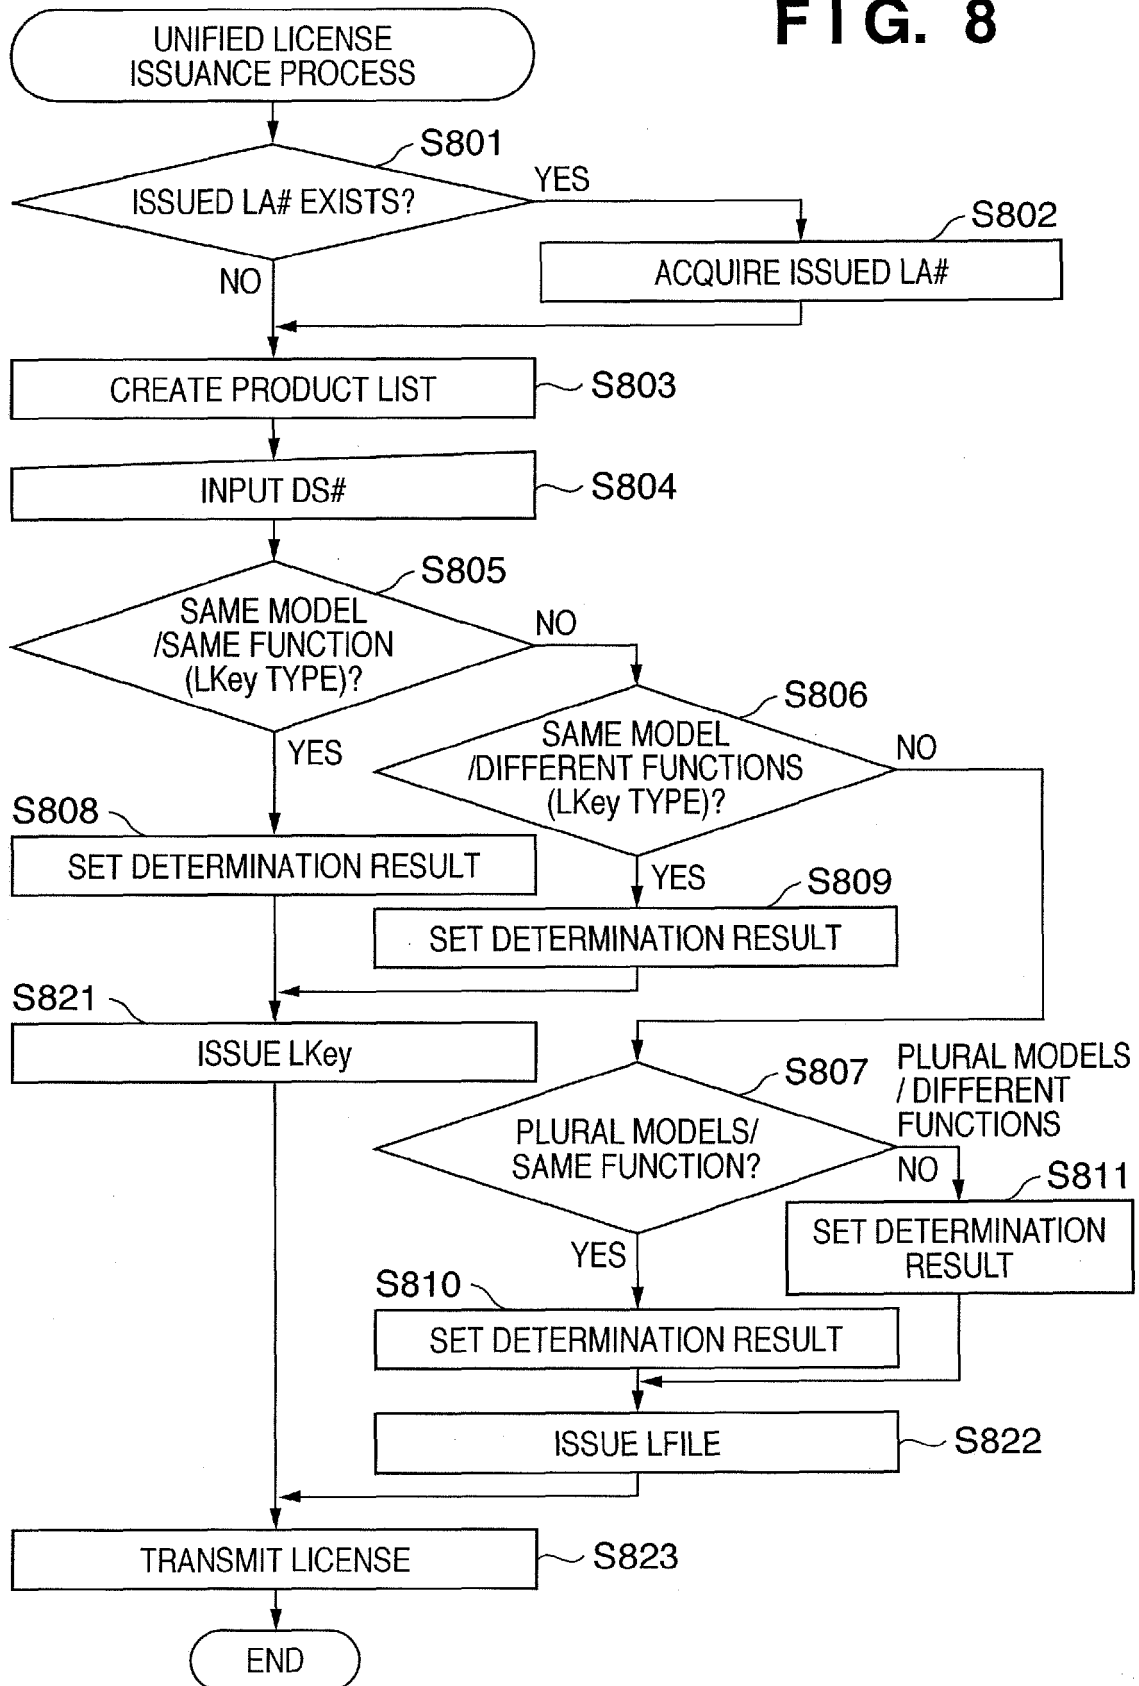 FIG. 8
UNIFIED LICENSE
ISSUANCE PROCESS
S801
ISSUED LA# EXISTS?
YES
NO
S802
ACQUIRE ISSUED LA#
CREATE PRODUCT LIST
S803
INPUT DS#
S804
S805
SAME MODEL
/SAME FUNCTION
(LKey TYPE)?
NO
YES
S806
SAME MODEL
/DIFFERENT FUNCTIONS
(LKey TYPE)?
NO
YES
S808
SET DETERMINATION RESULT
S809
SET DETERMINATION RESULT
S821
ISSUE LKey
S807
PLURAL MODELS/
SAME FUNCTION?
PLURAL MODELS
/ DIFFERENT
FUNCTIONS
NO
YES
S811
SET DETERMINATION
RESULT
S810
SET DETERMINATION RESULT
ISSUE LFILE
S822
TRANSMIT LICENSE
S823
END